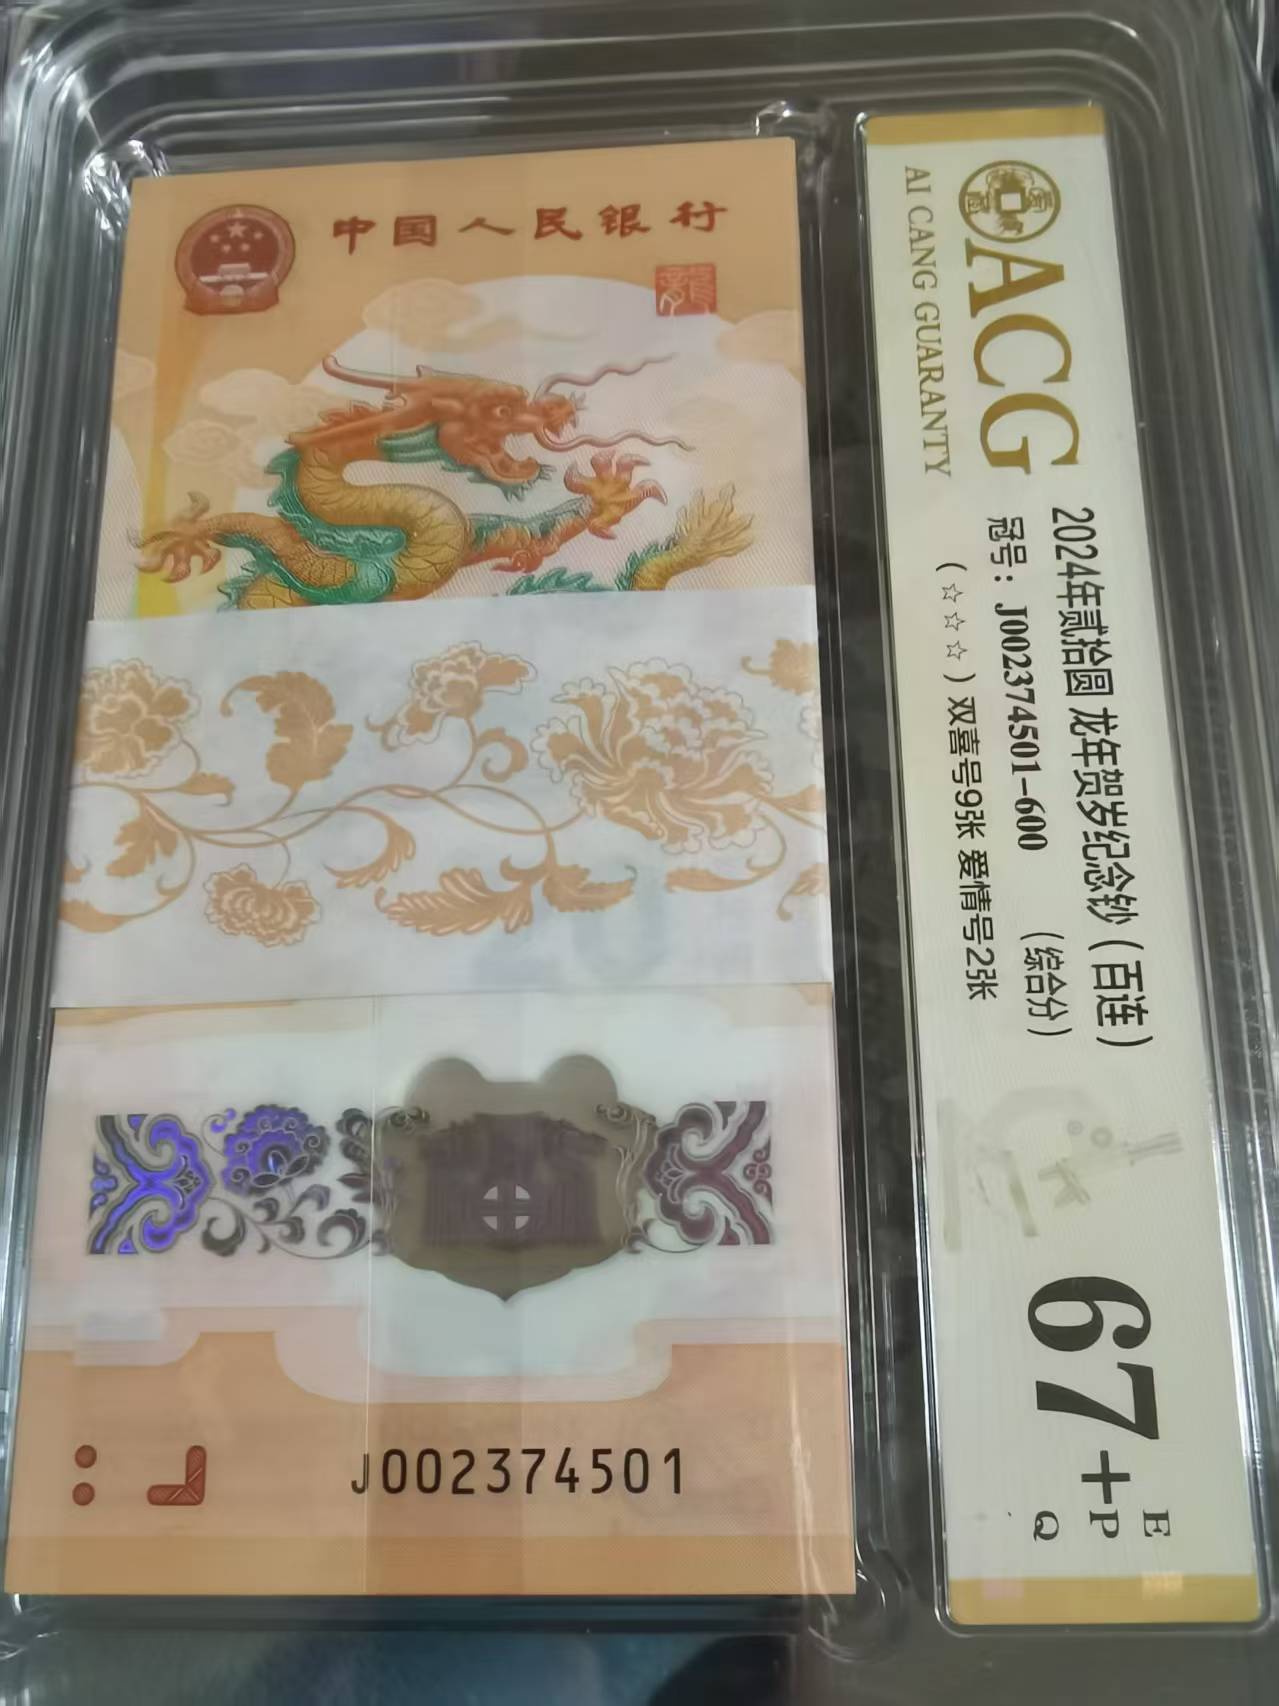 中国人民银行
龍
J002374501
ACG
AI CANG GUARANTY
2024年贰拾圆 龙年贺岁纪念钞(百连)
冠号:J002374501-600 (综合分)
(☆☆☆)双喜号9张 爱情号2张
67+
E
P
Q